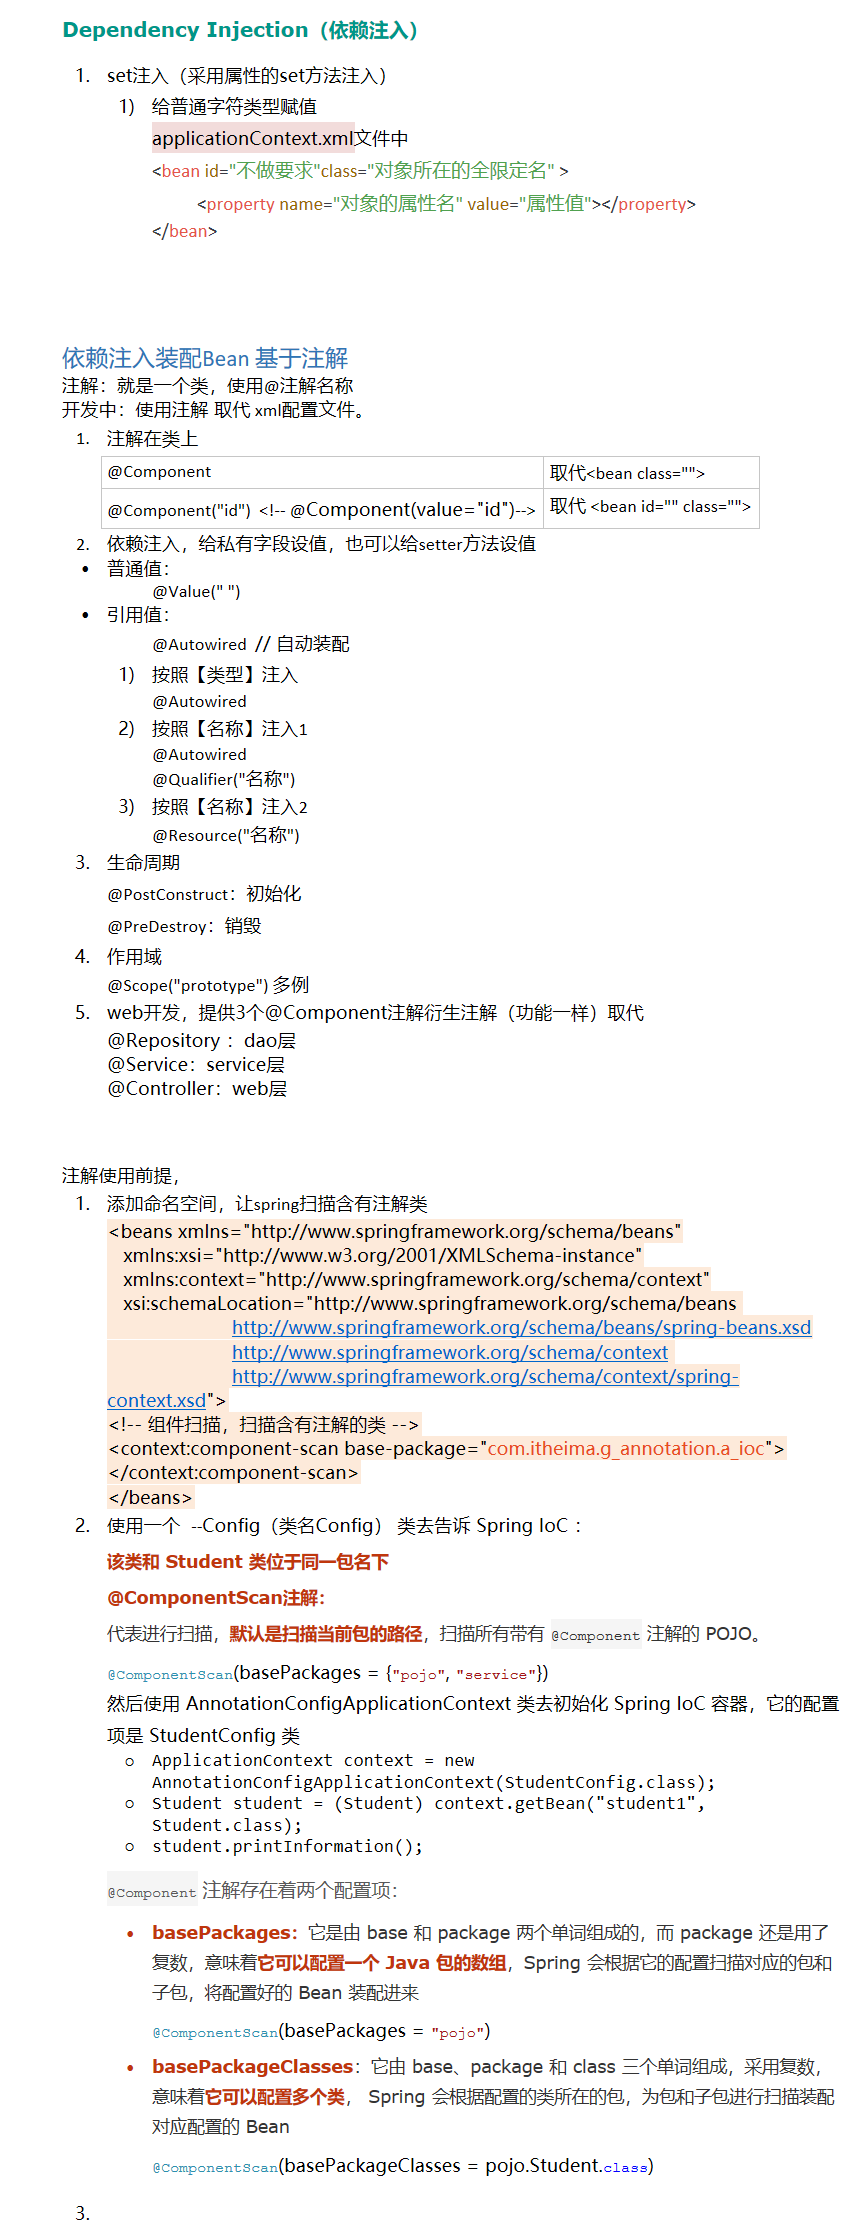 Dependency Injection（依赖注入）
1. set注入（采用属性的set方法注入）
1) 给普通字符类型赋值
applicationContext.xml文件中
<bean id="不做要求"class="对象所在的全限定名" >
<property name="对象的属性名" value="属性值"></property>
</bean>
依赖注入装配Bean 基于注解
注解：就是一个类，使用@注解名称
开发中：使用注解 取代 xml配置文件。
1. 注解在类上
@Component 取代<bean class="">
@Component("id") <!-- @Component(value="id")--> 取代 <bean id="" class="">
2. 依赖注入，给私有字段设值，也可以给setter方法设值
• 普通值：
@Value(" ")
• 引用值：
@Autowired // 自动装配
1) 按照【类型】注入
@Autowired
2) 按照【名称】注入1
@Autowired
@Qualifier("名称")
3) 按照【名称】注入2
@Resource("名称")
3. 生命周期
@PostConstruct：初始化
@PreDestroy：销毁
4. 作用域
@Scope("prototype") 多例
5. web开发，提供3个@Component注解衍生注解（功能一样）取代
@Repository ：dao层
@Service：service层
@Controller：web层
注解使用前提，
1. 添加命名空间，让spring扫描含有注解类
<beans xmlns="http://www.springframework.org/schema/beans"
xmlns:xsi="http://www.w3.org/2001/XMLSchema-instance"
xmlns:context="http://www.springframework.org/schema/context"
xsi:schemaLocation="http://www.springframework.org/schema/beans
http://www.springframework.org/schema/beans/spring-beans.xsd
http://www.springframework.org/schema/context
http://www.springframework.org/schema/context/spring-
context.xsd">
<!-- 组件扫描，扫描含有注解的类 -->
<context:component-scan base-package="com.itheima.g_annotation.a_ioc">
</context:component-scan>
</beans>
2. 使用一个 --Config（类名Config） 类去告诉 Spring IoC ：
该类和 Student 类位于同一包名下
@ComponentScan注解：
代表进行扫描，默认是扫描当前包的路径，扫描所有带有 @Component 注解的 POJO。
@ComponentScan(basePackages = {"pojo", "service"})
然后使用 AnnotationConfigApplicationContext 类去初始化 Spring IoC 容器，它的配置
项是 StudentConfig 类
○ ApplicationContext context = new
AnnotationConfigApplicationContext(StudentConfig.class);
○ Student student = (Student) context.getBean("student1",
Student.class);
○ student.printInformation();
@Component 注解存在着两个配置项：
• basePackages：它是由 base 和 package 两个单词组成的，而 package 还是用了
复数，意味着它可以配置一个 Java 包的数组，Spring 会根据它的配置扫描对应的包和
子包，将配置好的 Bean 装配进来
@ComponentScan(basePackages = "pojo")
• basePackageClasses：它由 base、package 和 class 三个单词组成，采用复数，
意味着它可以配置多个类， Spring 会根据配置的类所在的包，为包和子包进行扫描装配
对应配置的 Bean
@ComponentScan(basePackageClasses = pojo.Student.class)
3.